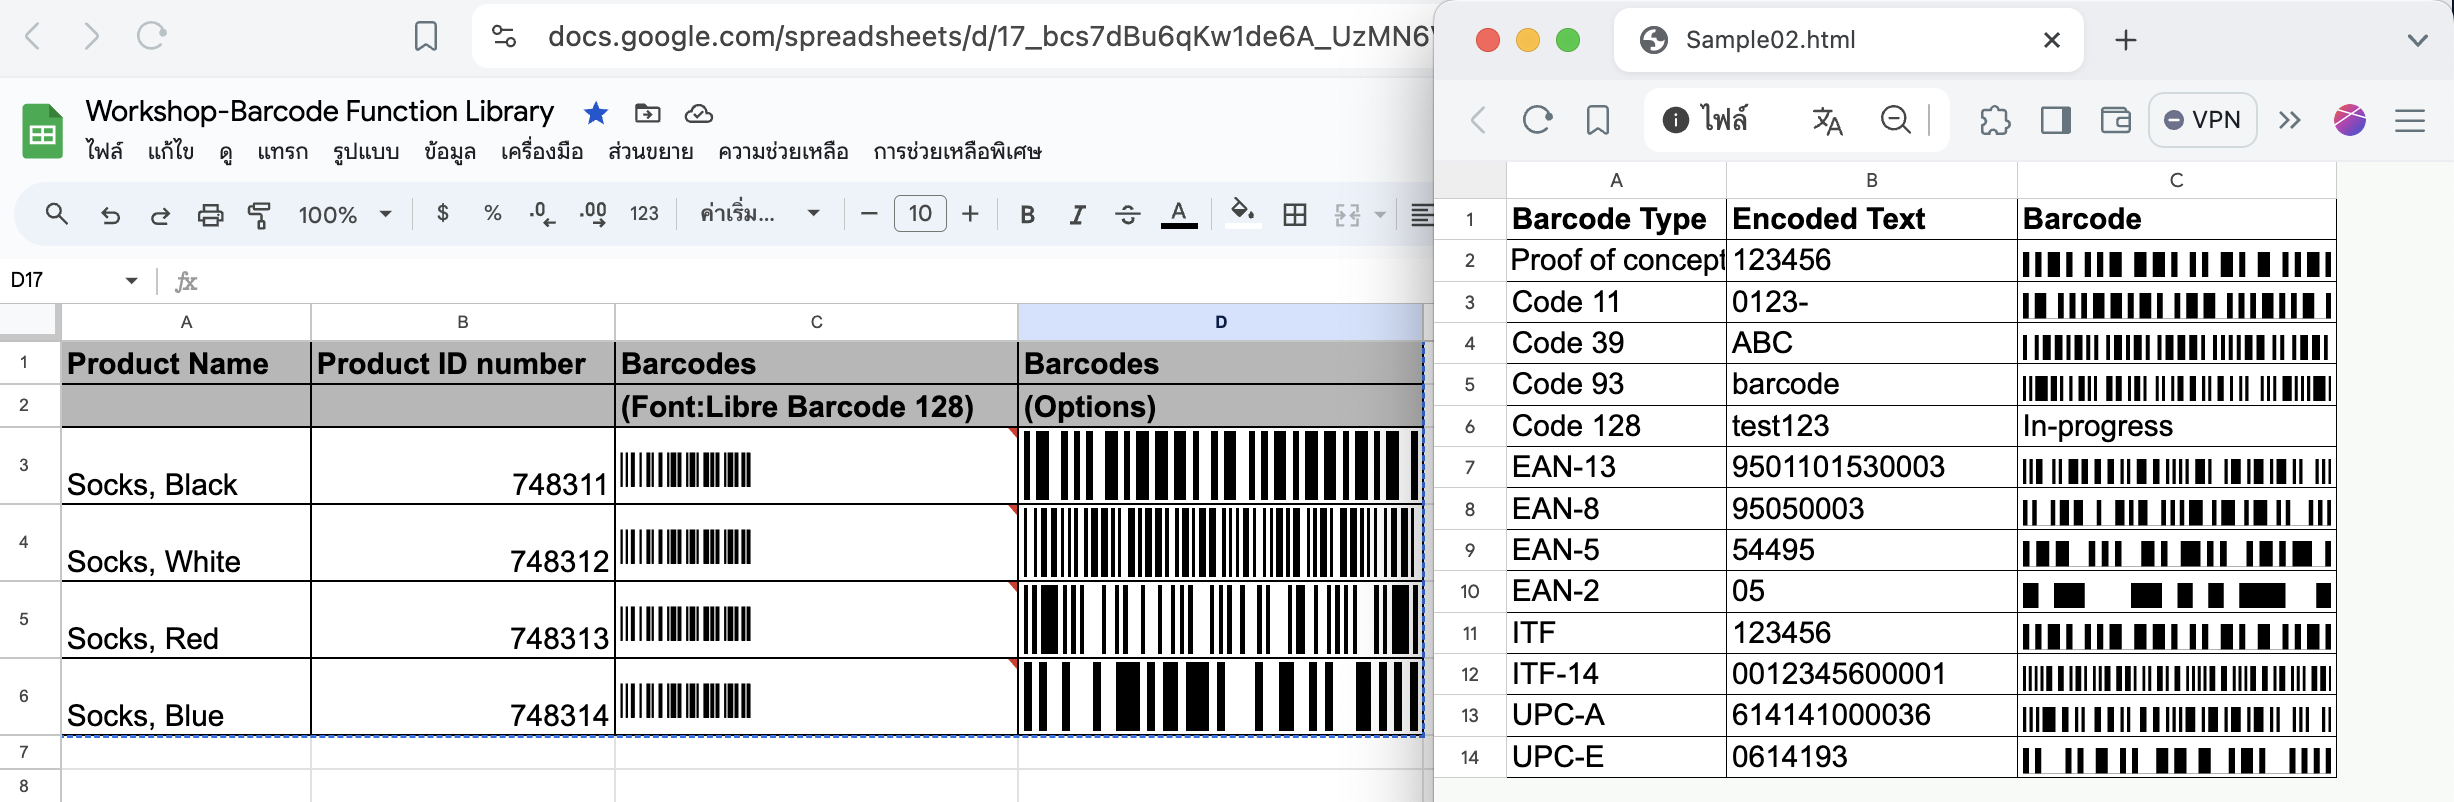 docs.google.com/spreadsheets/d/17_bcs7dBu6qKw1de6A_UzMN6
Workshop-Barcode Function Library
ไฟล์ แก้ไข ดู แทรก รูปแบบ ข้อมูล เครื่องมือ ส่วนขยาย ความช่วยเหลือ การช่วยเหลือพิเศษ
100% $ % .0 .00 123 ค่าเริ่ม... 10 B I A
D17 fx
A B C D
1 Product Name Product ID number Barcodes Barcodes
2 (Font:Libre Barcode 128) (Options)
3 Socks, Black 748311
4 Socks, White 748312
5 Socks, Red 748313
6 Socks, Blue 748314
7
8
Sample02.html
ไฟล์ VPN
A B C
1 Barcode Type Encoded Text Barcode
2 Proof of concept 123456
3 Code 11 0123-
4 Code 39 ABC
5 Code 93 barcode
6 Code 128 test123 In-progress
7 EAN-13 9501101530003
8 EAN-8 95050003
9 EAN-5 54495
10 EAN-2 05
11 ITF 123456
12 ITF-14 0012345600001
13 UPC-A 614141000036
14 UPC-E 0614193